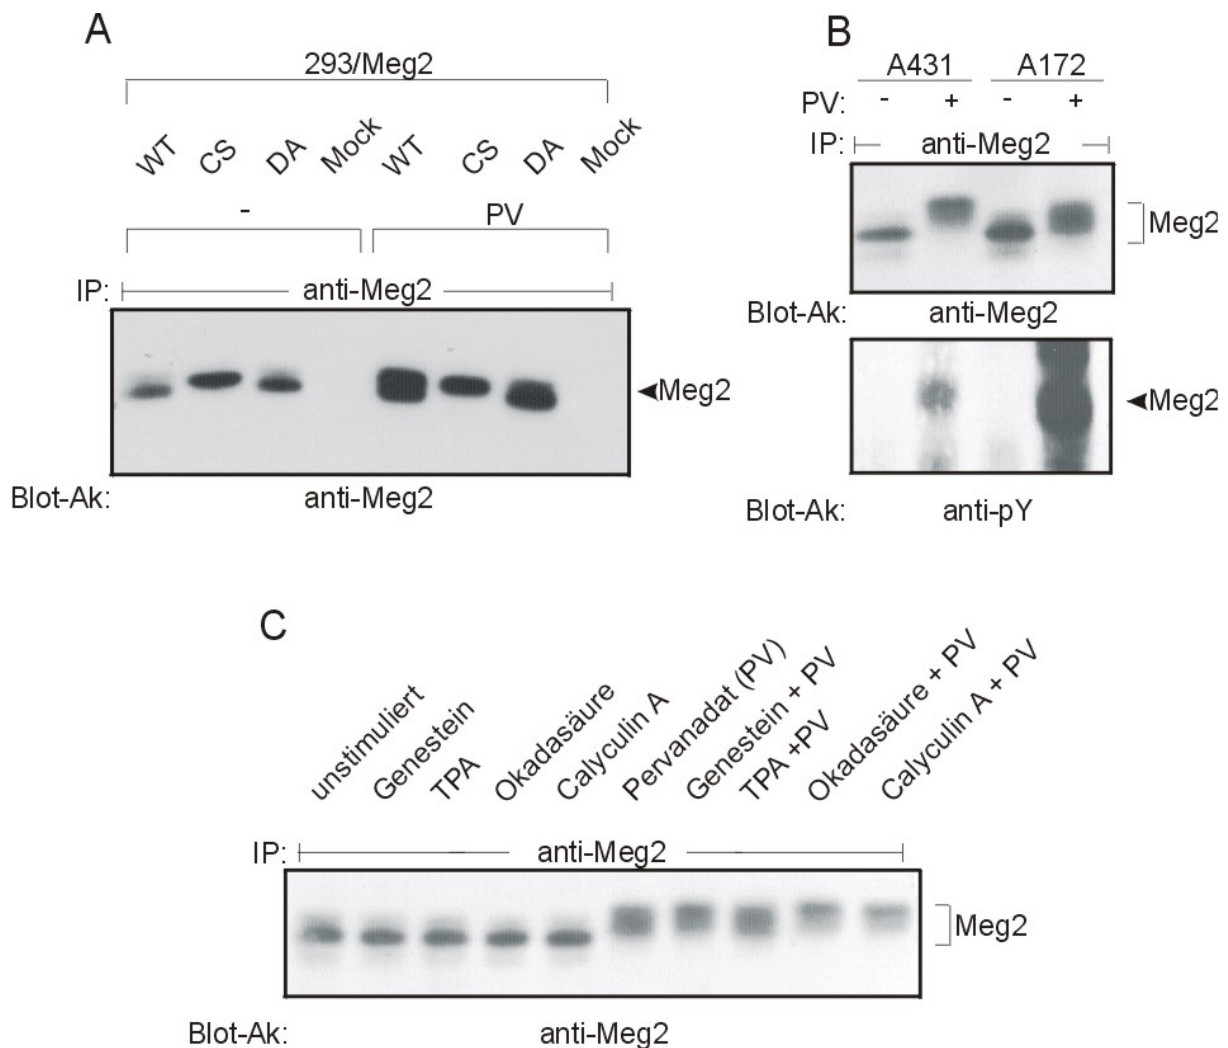 A
293/Meg2
WT CS DA Mock WT CS DA Mock
- PV
IP: anti-Meg2
Meg2
Blot-Ak: anti-Meg2
B
A431 A172
PV: - + - +
IP: anti-Meg2
Meg2
Blot-Ak: anti-Meg2
Meg2
Blot-Ak: anti-pY
C
unstimuliert
Genestein
TPA
Okadasäure
Calyculin A
Pervanadat (PV)
Genestein + PV
TPA +PV
Okadasäure + PV
Calyculin A + PV
IP: anti-Meg2
Meg2
Blot-Ak: anti-Meg2